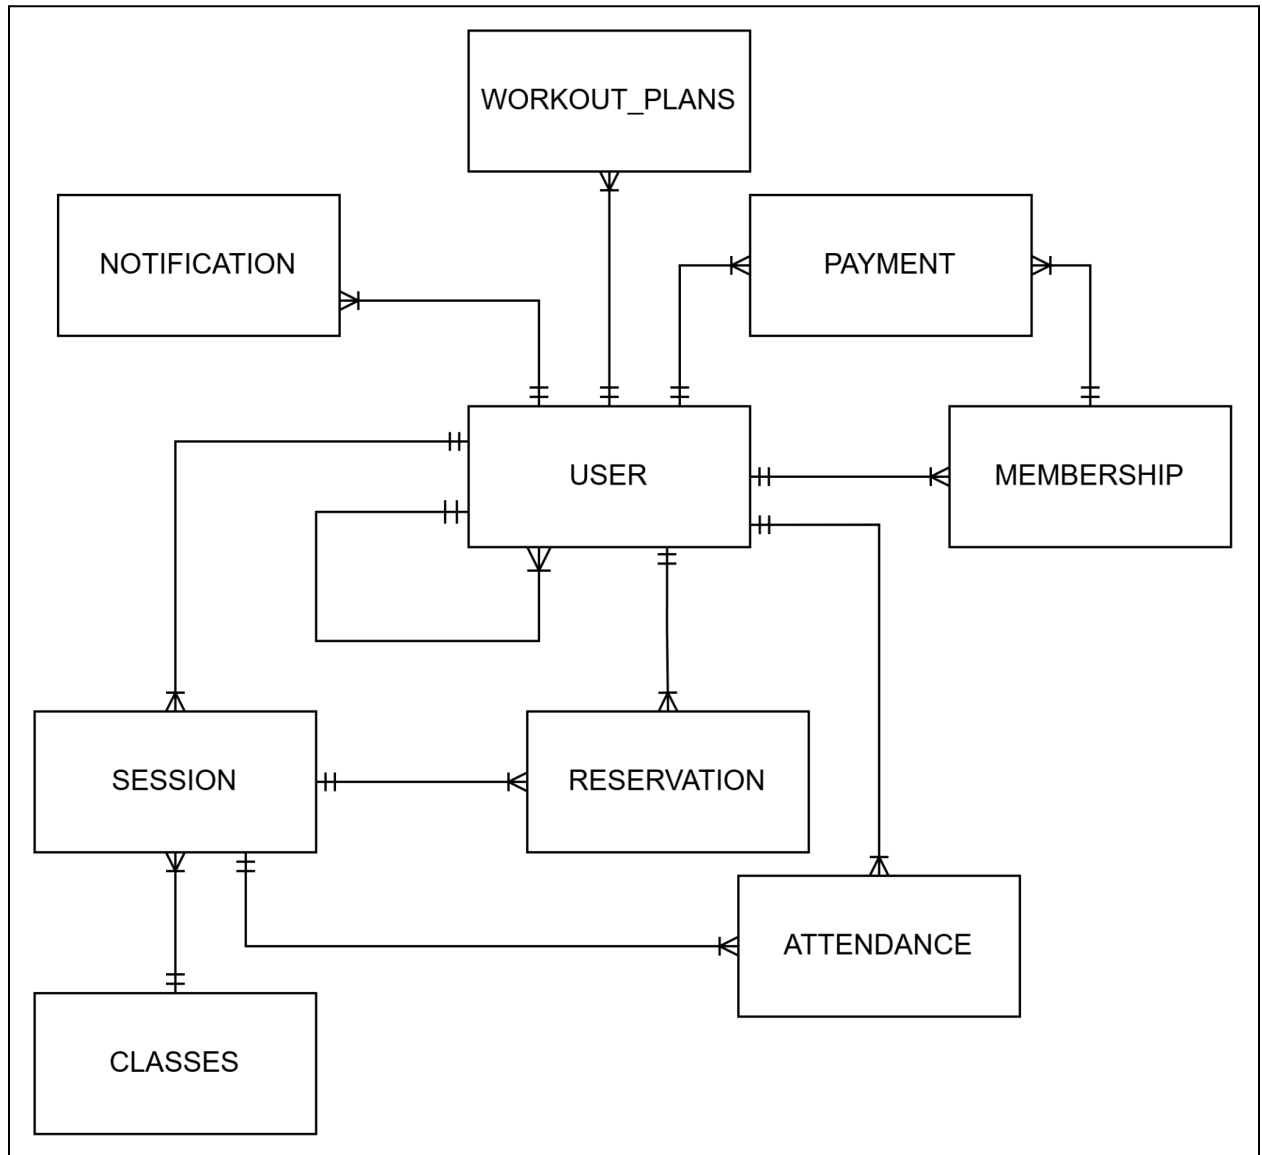 WORKOUT_PLANS
NOTIFICATION
PAYMENT
USER
MEMBERSHIP
SESSION
RESERVATION
ATTENDANCE
CLASSES